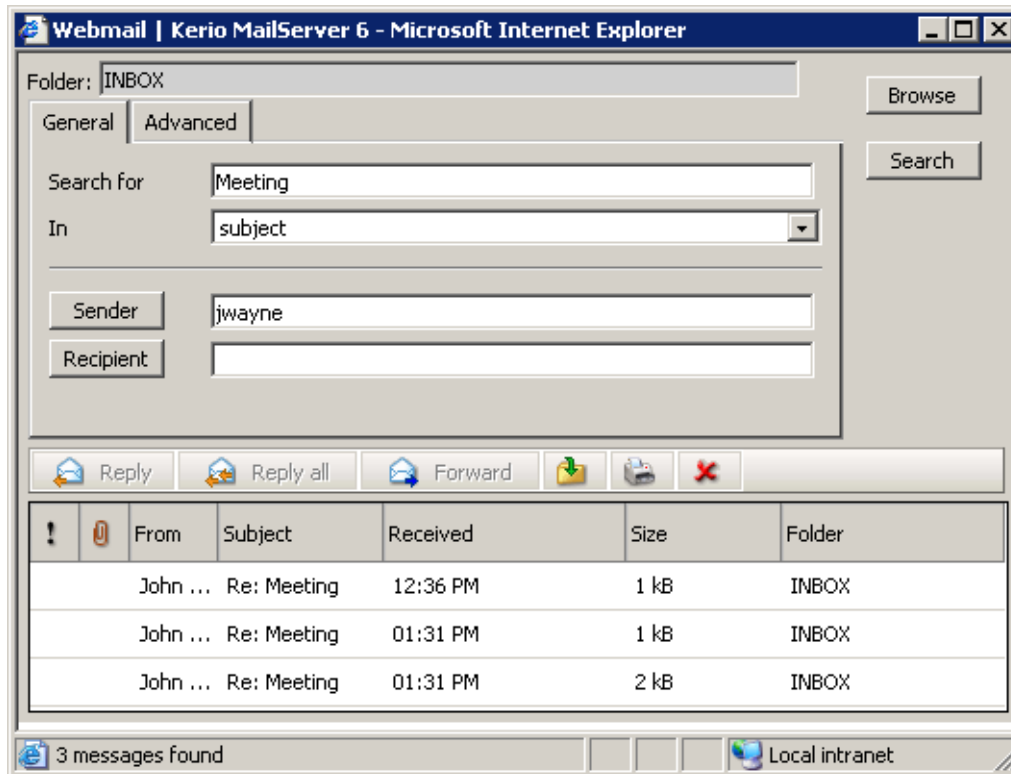 Webmail | Kerio MailServer 6 - Microsoft Internet Explorer
Folder: INBOX
Browse
General Advanced
Search
Search for Meeting
In subject
Sender jwayne
Recipient
Reply Reply all Forward
! From Subject Received Size Folder
John ... Re: Meeting 12:36 PM 1 kB INBOX
John ... Re: Meeting 01:31 PM 1 kB INBOX
John ... Re: Meeting 01:31 PM 2 kB INBOX
3 messages found Local intranet